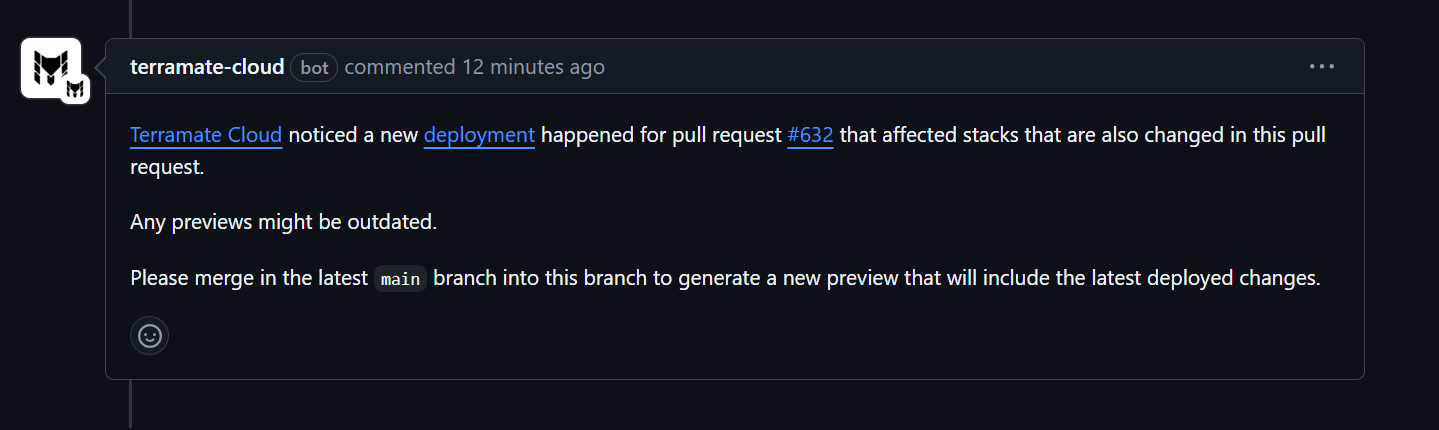 terramate-cloud bot commented 12 minutes ago
Terramate Cloud noticed a new deployment happened for pull request #632 that affected stacks that are also changed in this pull
request.
Any previews might be outdated.
Please merge in the latest main branch into this branch to generate a new preview that will include the latest deployed changes.